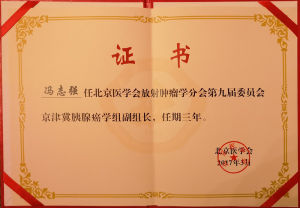 证书
冯志强 任北京医学会放射肿瘤学分会第九届委员会
京津冀胰腺癌学组副组长，任期三年。
北京医学会
2017年3月